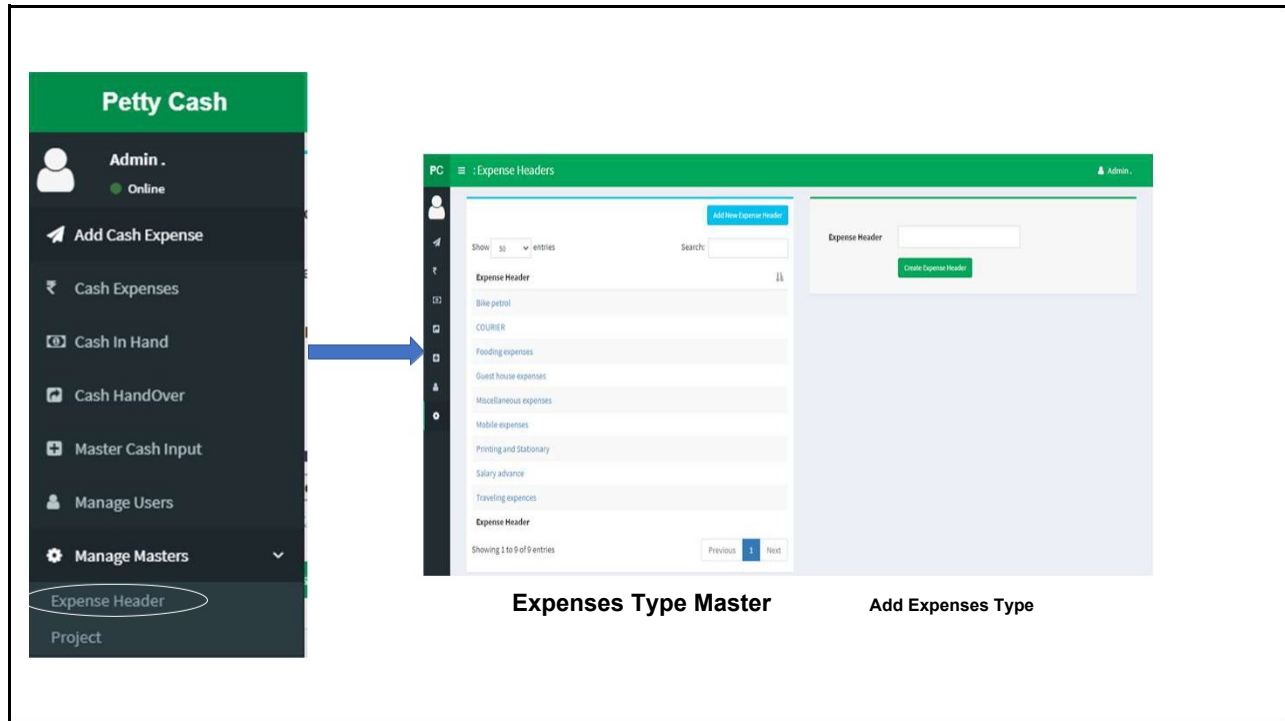 Petty Cash
Admin .
Online
Add Cash Expense
Cash Expenses
Cash In Hand
Cash HandOver
Master Cash Input
Manage Users
Manage Masters
Expense Header
Project
PC : Expense Headers Admin .
Add New Expense Header
Show 50 entries Search:
Expense Header
Bike petrol
COURIER
Fooding expenses
Guest house expenses
Miscellaneous expenses
Mobile expenses
Printing and Stationary
Salary advance
Traveling expences
Expense Header
Showing 1 to 9 of 9 entries Previous 1 Next
Expense Header
Create Expense Header
Expenses Type Master Add Expenses Type